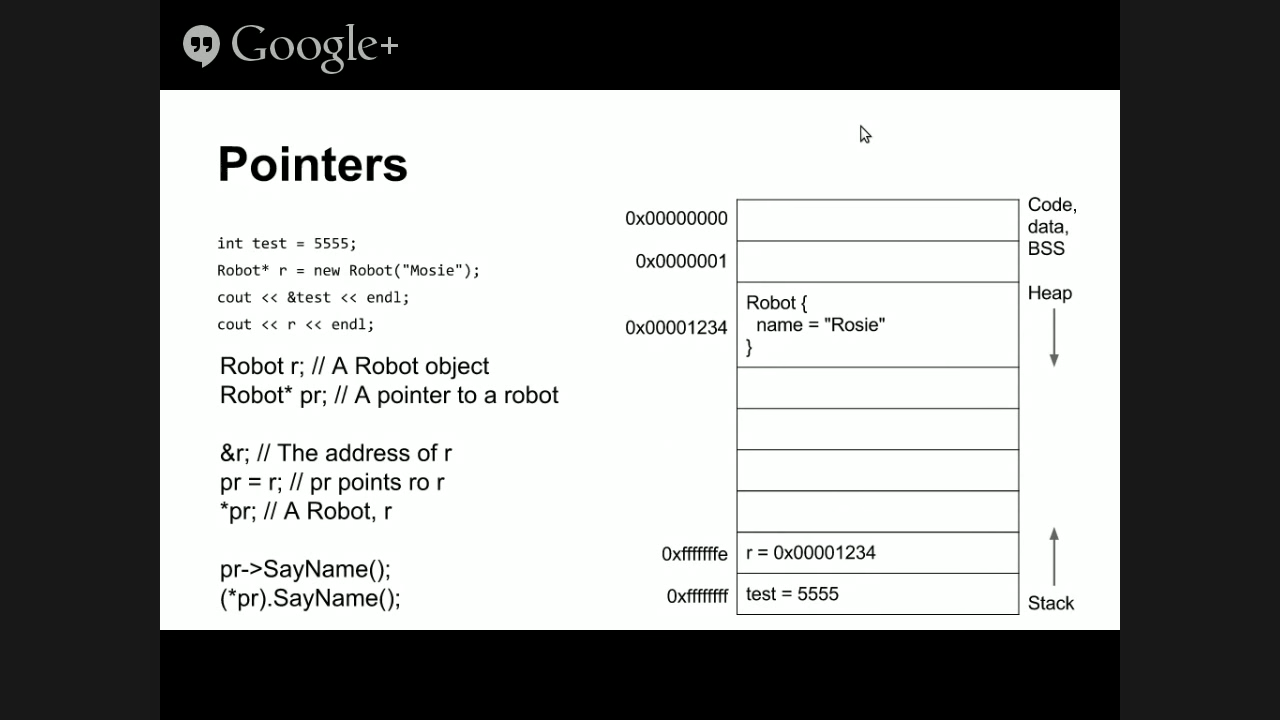 Google+
Pointers
int test = 5555;
Robot* r = new Robot("Mosie");
cout << &test << endl;
cout << r << endl;
Robot r; // A Robot object
Robot* pr; // A pointer to a robot
&r; // The address of r
pr = r; // pr points ro r
*pr; // A Robot, r
pr->SayName();
(*pr).SayName();
0x00000000
0x0000001
0x00001234
Robot {
name = "Rosie"
}
0xfffffffe
r = 0x00001234
0xffffffff
test = 5555
Code,
data,
BSS
Heap
Stack